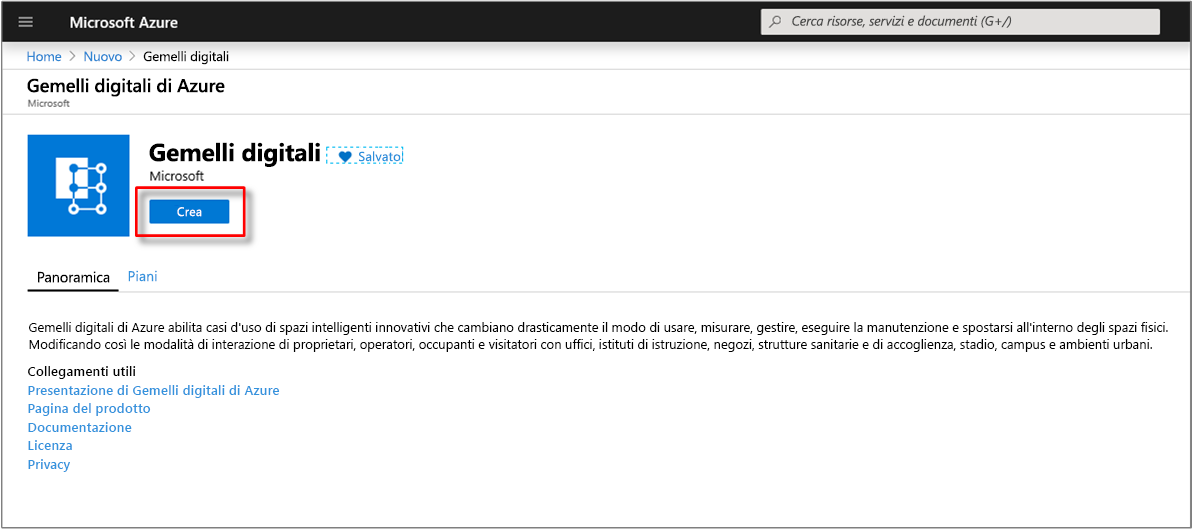 Microsoft Azure
Cerca risorse, servizi e documenti (G+/)
Home > Nuovo > Gemelli digitali
Gemelli digitali di Azure
Microsoft
Gemelli digitali
Salvato
Microsoft
Crea
Panoramica
Piani
Gemelli digitali di Azure abilita casi d'uso di spazi intelligenti innovativi che cambiano drasticamente il modo di usare, misurare, gestire, eseguire la manutenzione e spostarsi all'interno degli spazi fisici.
Modificando così le modalità di interazione di proprietari, operatori, occupanti e visitatori con uffici, istituti di istruzione, negozi, strutture sanitarie e di accoglienza, stadio, campus e ambienti urbani.
Collegamenti utili
Presentazione di Gemelli digitali di Azure
Pagina del prodotto
Documentazione
Licenza
Privacy